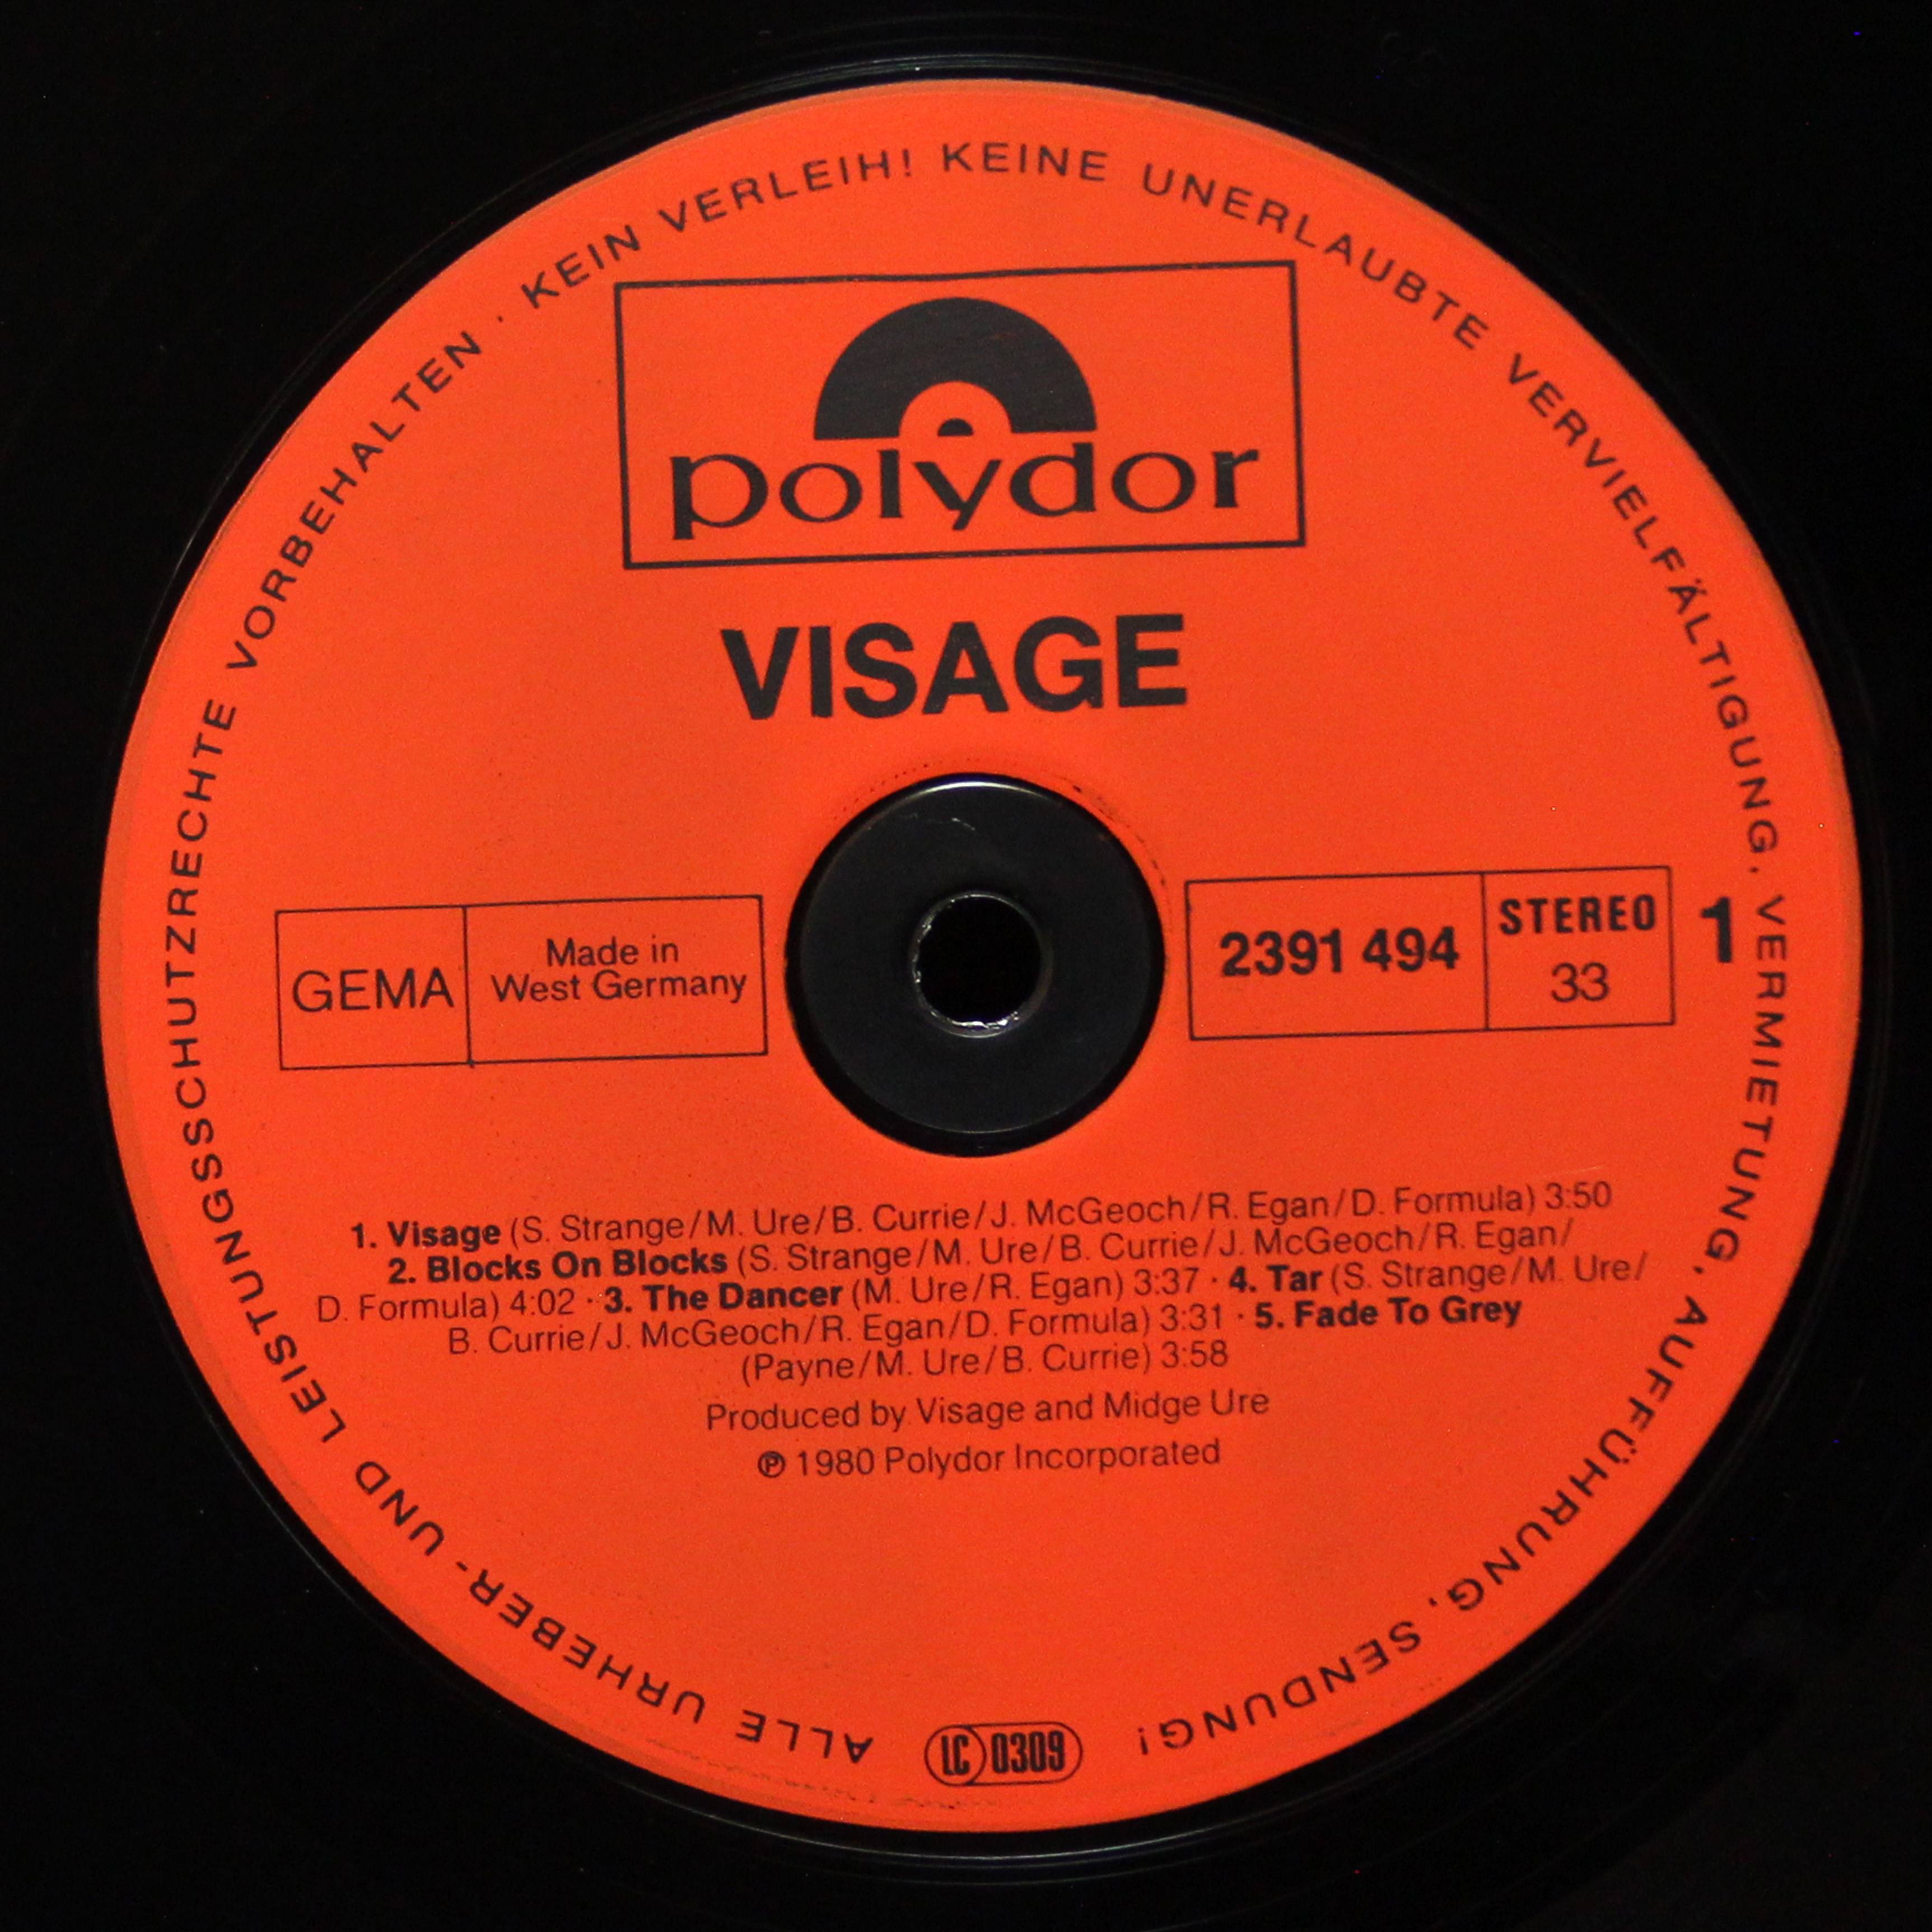 ALLE URHEBER- UND LEISTUNGSSCHUTZRECHTE VORBEHALTEN · KEIN VERLEIH! KEINE UNERLAUBTE VERVIELFÄLTIGUNG, VERMIETUNG, AUFFÜHRUNG, SENDUNG!
polydor
VISAGE
GEMA
Made in
West Germany
2391 494
STEREO
33
1
1. Visage (S. Strange/M. Ure/B. Currie/J. McGeoch/R. Egan/D. Formula) 3:50
2. Blocks On Blocks (S. Strange/M. Ure/B. Currie/J. McGeoch/R. Egan/
D. Formula) 4:02 · 3. The Dancer (M. Ure/R. Egan) 3:37 · 4. Tar (S. Strange/M. Ure/
B. Currie/J. McGeoch/R. Egan/D. Formula) 3:31 · 5. Fade To Grey
(Payne/M. Ure/B. Currie) 3:58
Produced by Visage and Midge Ure
℗ 1980 Polydor Incorporated
LC 0309